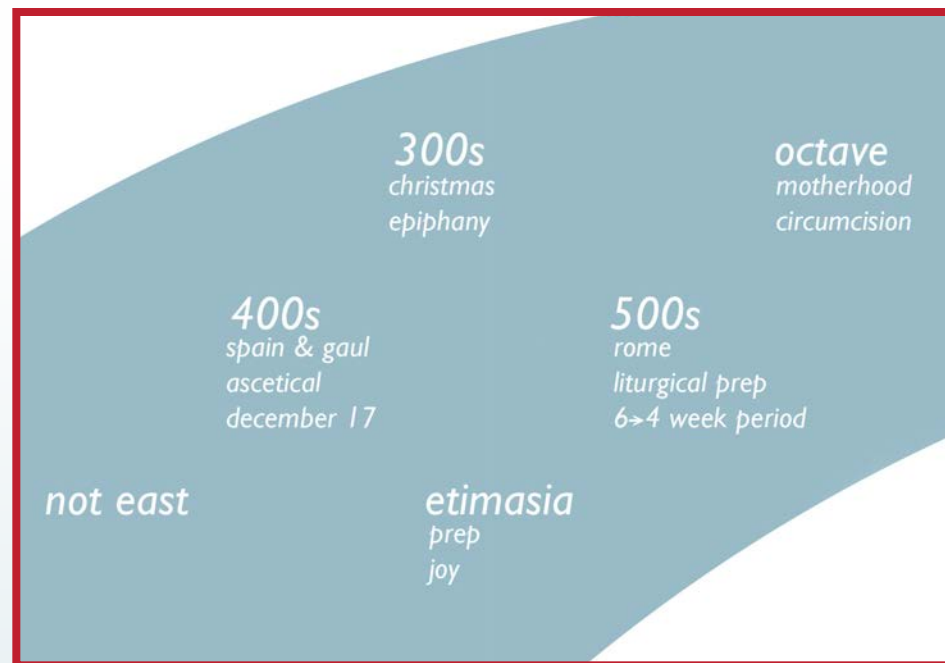 300s
christmas
epiphany
octave
motherhood
circumcision
400s
spain & gaul
ascetical
december 17
500s
rome
liturgical prep
6→4 week period
not east
etimasia
prep
joy